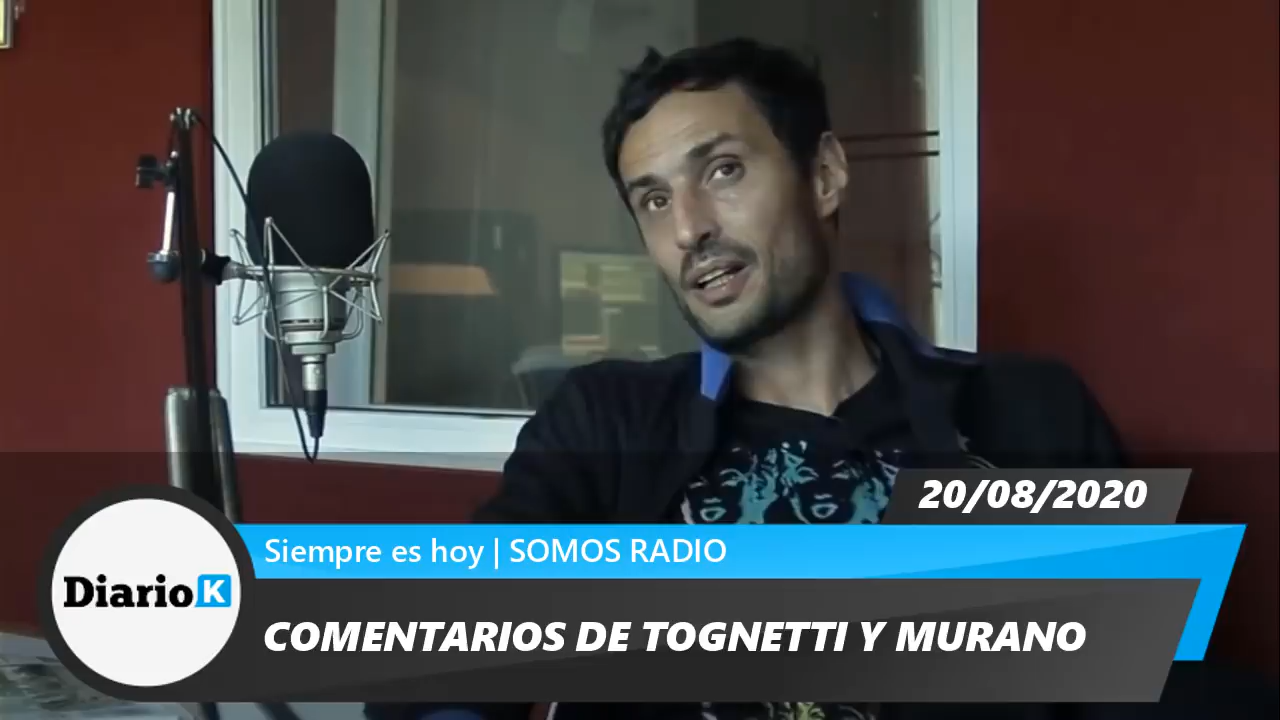 20/08/2020
Siempre es hoy | SOMOS RADIO
DiarioK
COMENTARIOS DE TOGNETTI Y MURANO